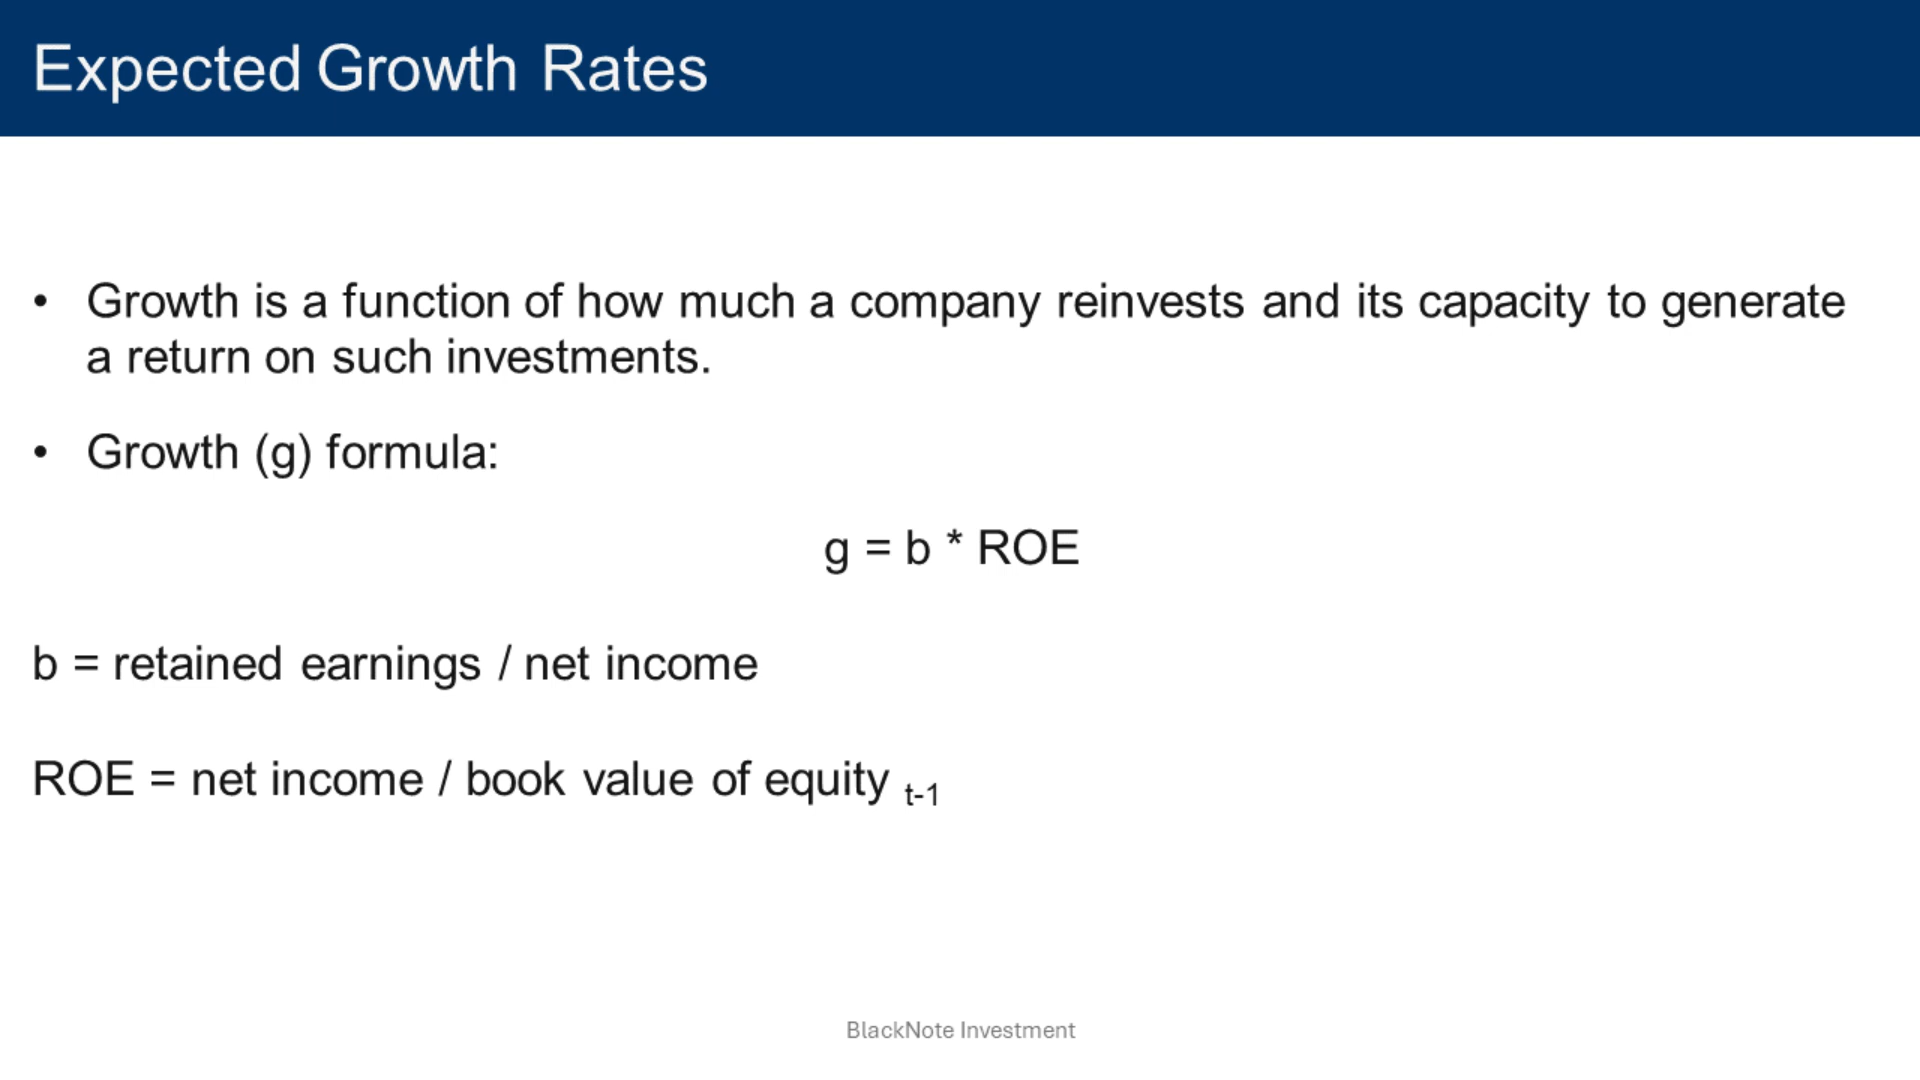 Expected Growth Rates
• Growth is a function of how much a company reinvests and its capacity to generate
a return on such investments.
• Growth (g) formula:
g = b * ROE
b = retained earnings / net income
ROE = net income / book value of equity t-1
BlackNote Investment